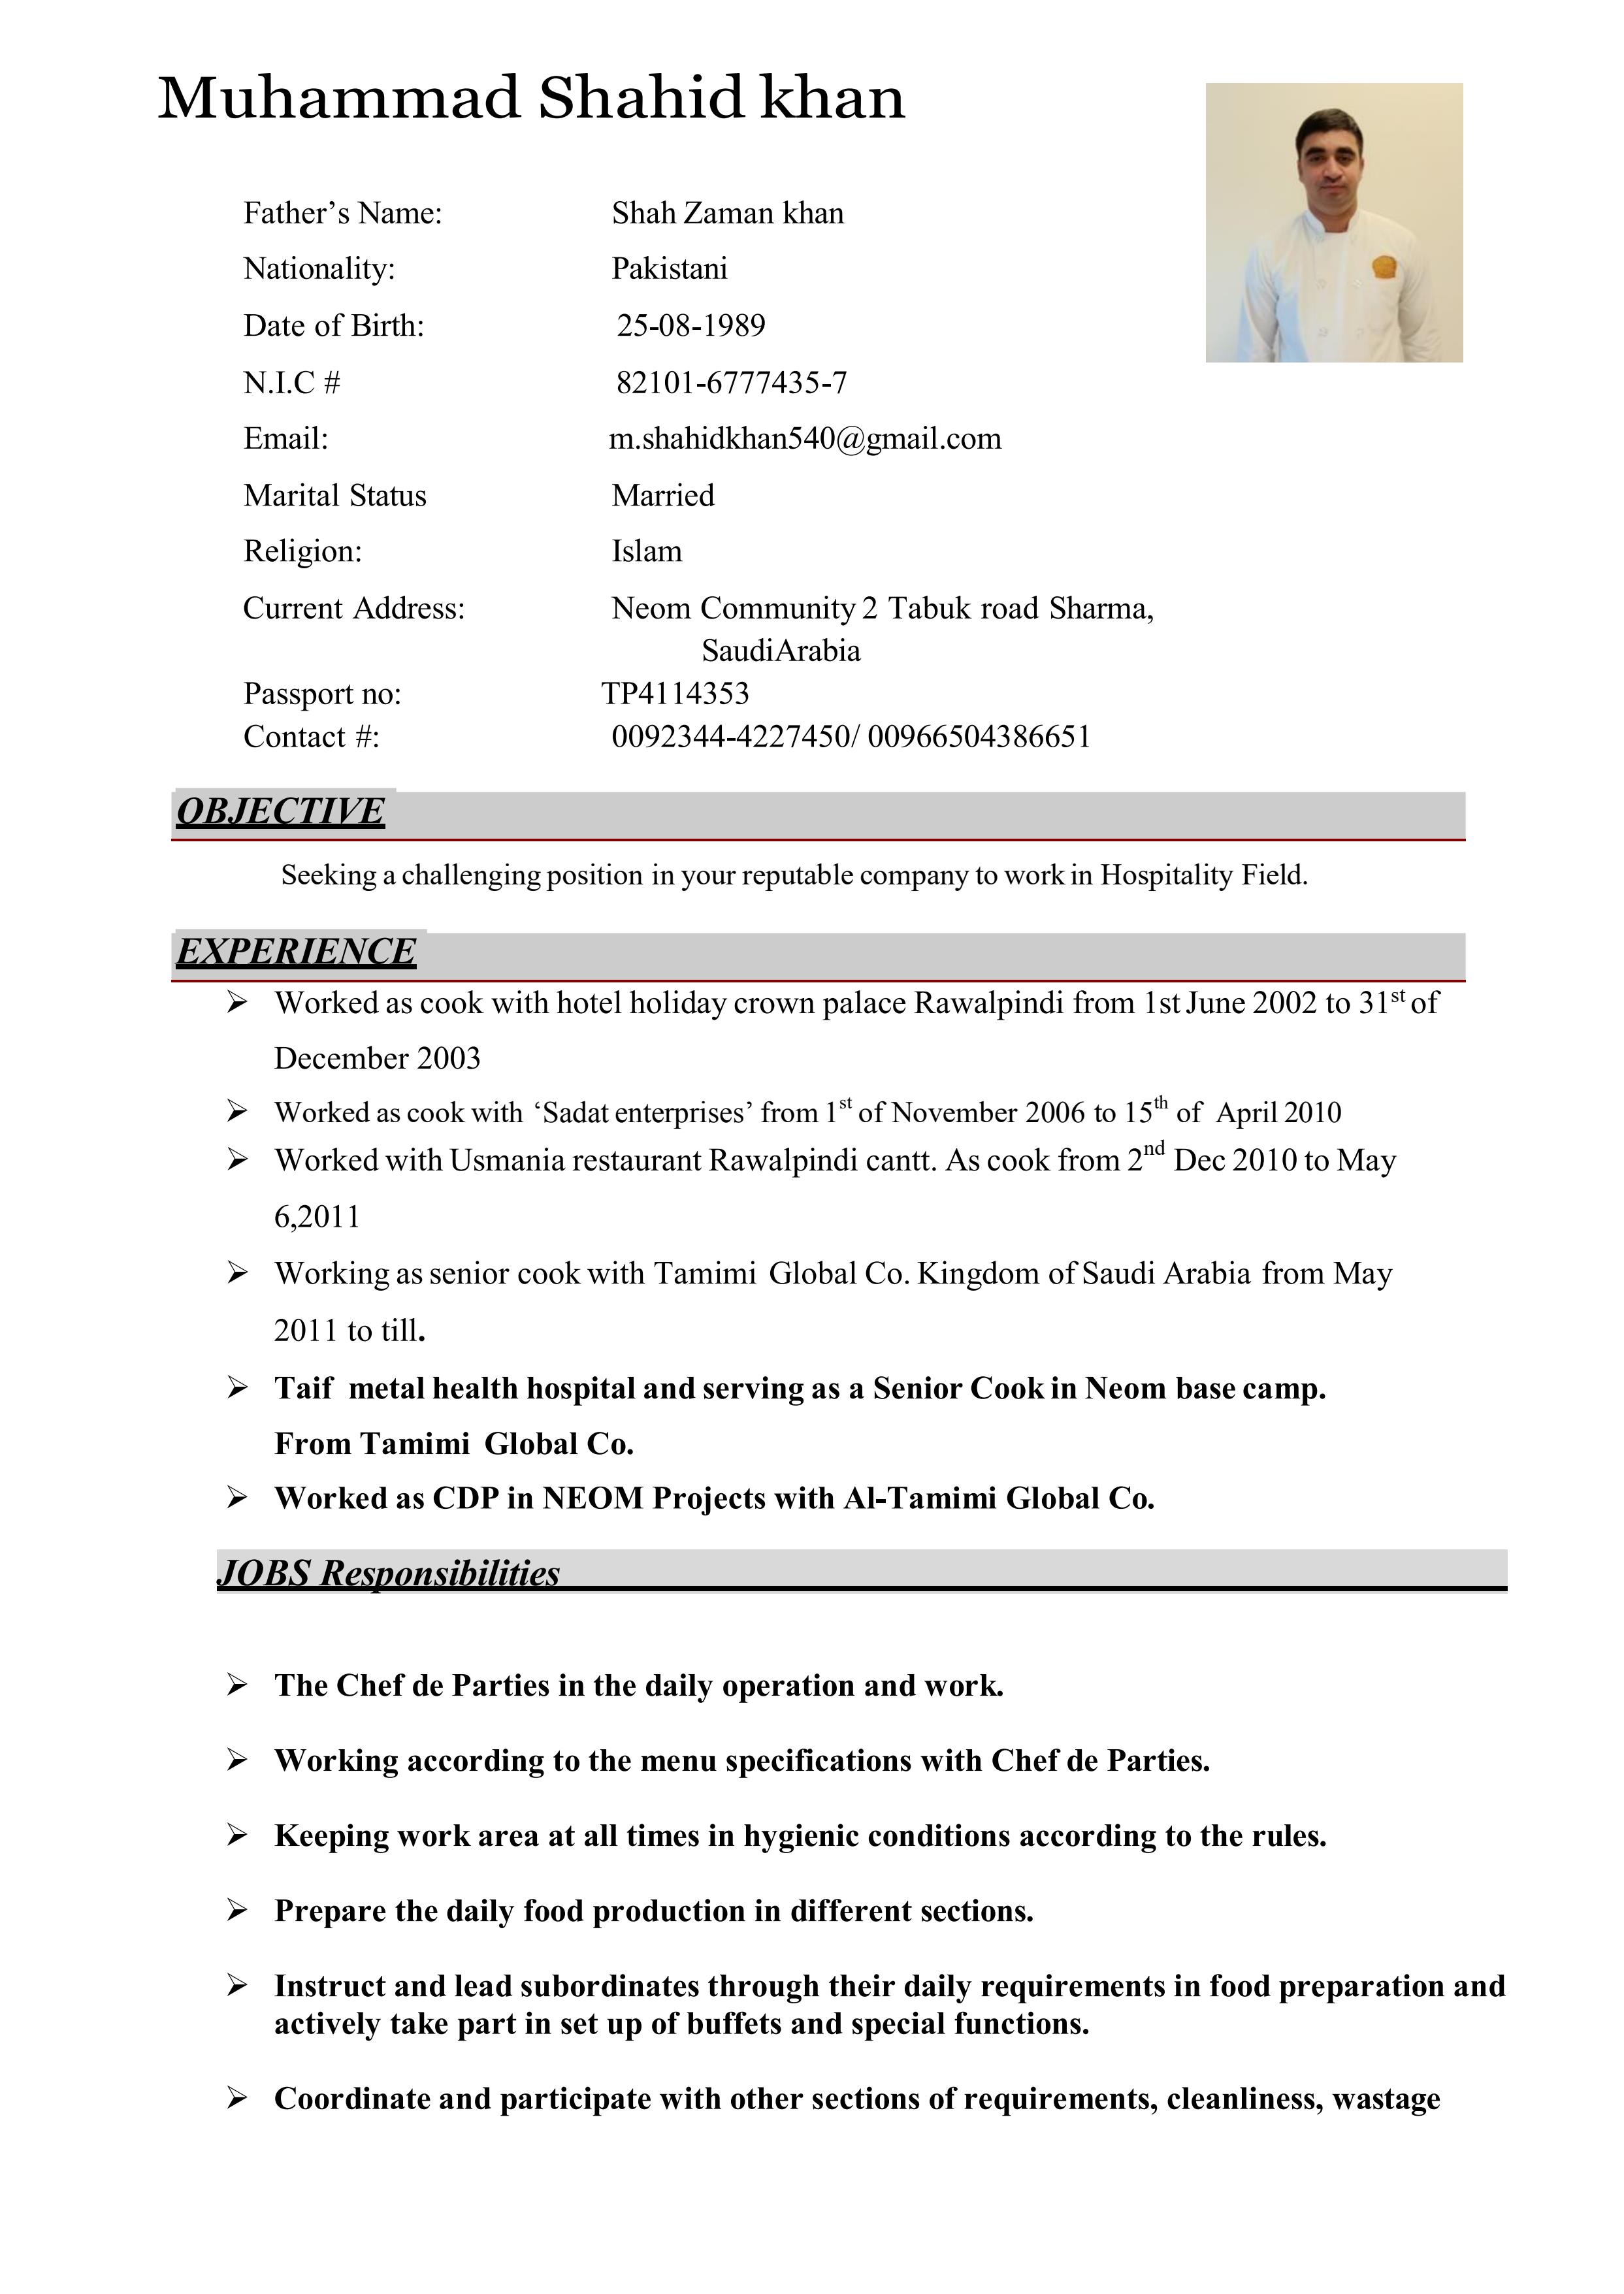 Muhammad Shahid khan
Father’s Name: Shah Zaman khan
Nationality: Pakistani
Date of Birth: 25-08-1989
N.I.C # 82101-6777435-7
Email: m.shahidkhan540@gmail.com
Marital Status Married
Religion: Islam
Current Address: Neom Community 2 Tabuk road Sharma,
SaudiArabia
Passport no: TP4114353
Contact #: 0092344-4227450/ 00966504386651
OBJECTIVE
Seeking a challenging position in your reputable company to work in Hospitality Field.
EXPERIENCE
➢ Worked as cook with hotel holiday crown palace Rawalpindi from 1st June 2002 to 31st of
December 2003
➢ Worked as cook with ‘Sadat enterprises’ from 1st of November 2006 to 15th of April 2010
➢ Worked with Usmania restaurant Rawalpindi cantt. As cook from 2nd Dec 2010 to May
6,2011
➢ Working as senior cook with Tamimi Global Co. Kingdom of Saudi Arabia from May
2011 to till.
➢ Taif metal health hospital and serving as a Senior Cook in Neom base camp.
From Tamimi Global Co.
➢ Worked as CDP in NEOM Projects with Al-Tamimi Global Co.
JOBS Responsibilities
➢ The Chef de Parties in the daily operation and work.
➢ Working according to the menu specifications with Chef de Parties.
➢ Keeping work area at all times in hygienic conditions according to the rules.
➢ Prepare the daily food production in different sections.
➢ Instruct and lead subordinates through their daily requirements in food preparation and
actively take part in set up of buffets and special functions.
➢ Coordinate and participate with other sections of requirements, cleanliness, wastage